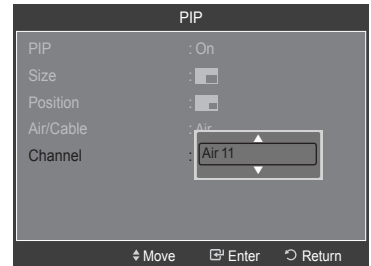 PIP
PIP : On
Size :
Position :
Air/Cable : Air
Channel : Air 11
Move Enter Return